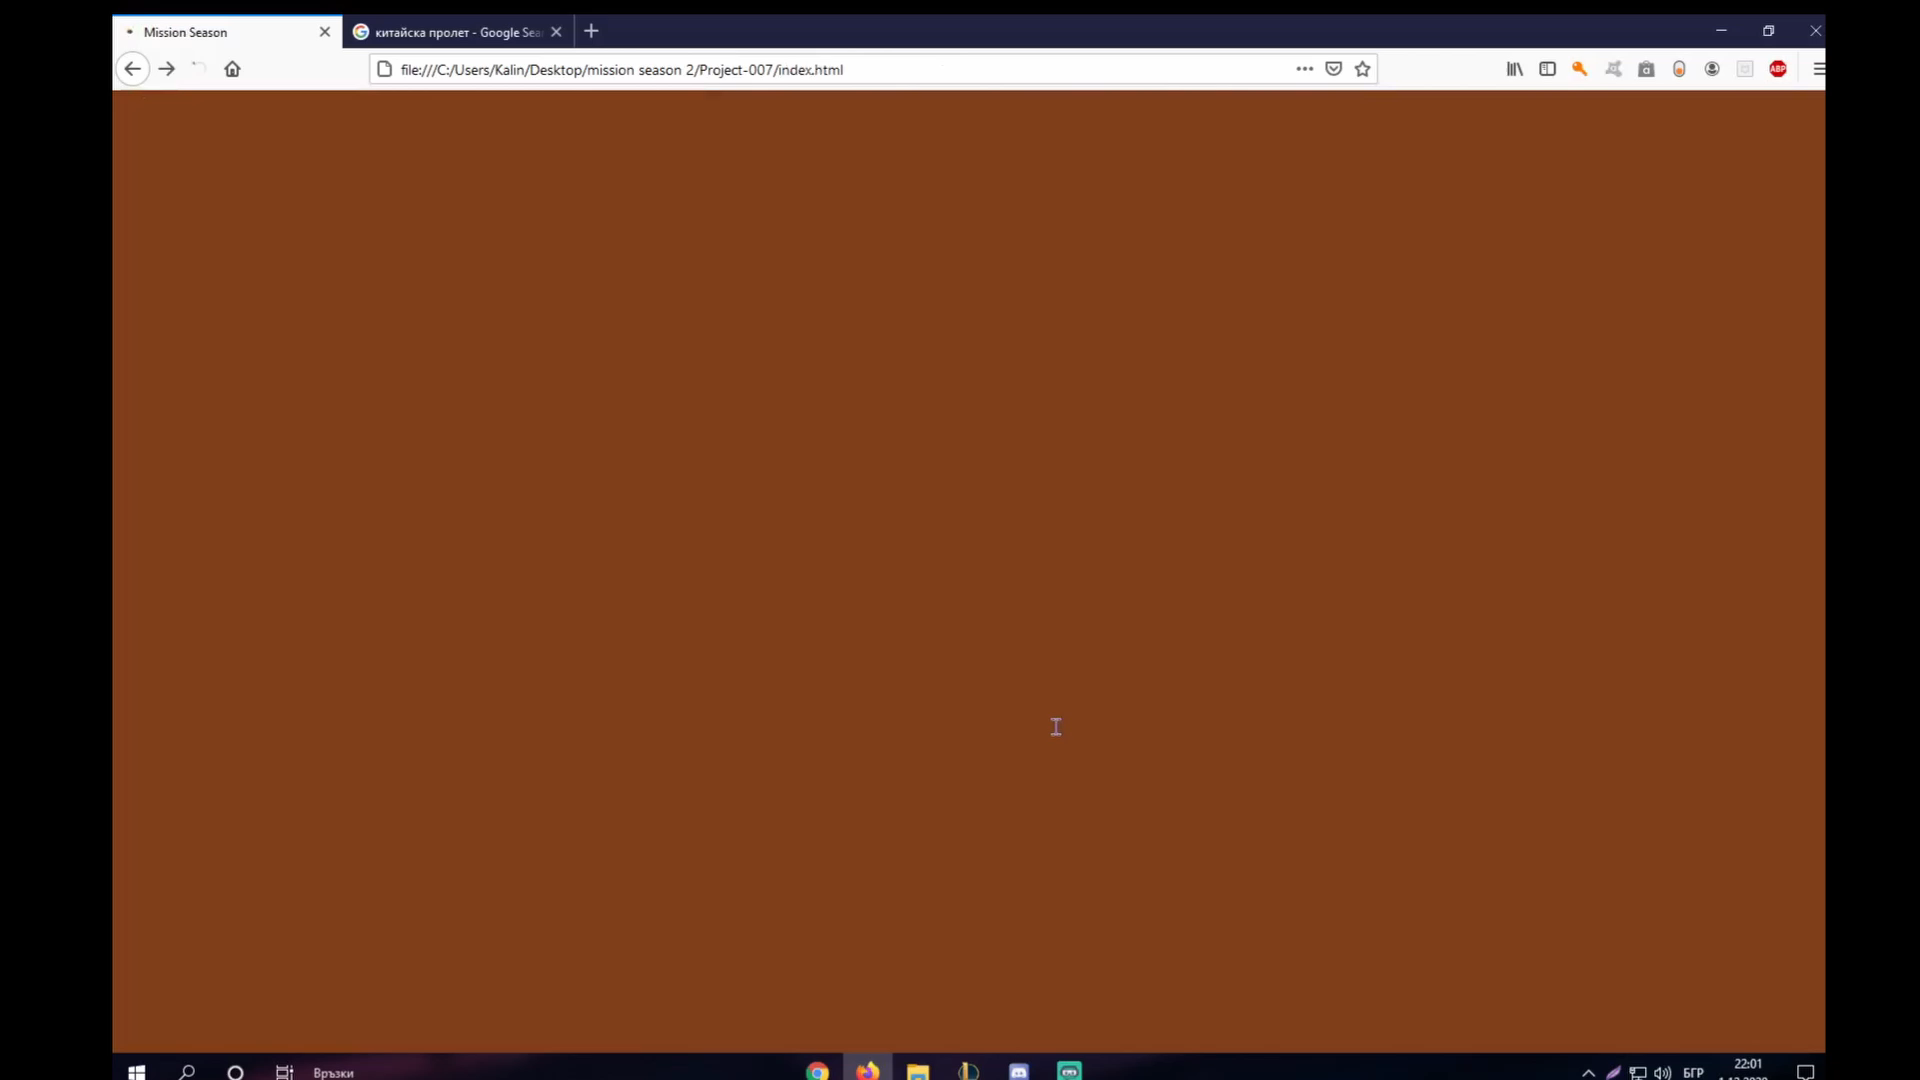 Mission Season
китайска пролет - Google Sea
file:///C:/Users/Kalin/Desktop/mission season 2/Project-007/index.html
ABP
Връзки
22:01
БГР